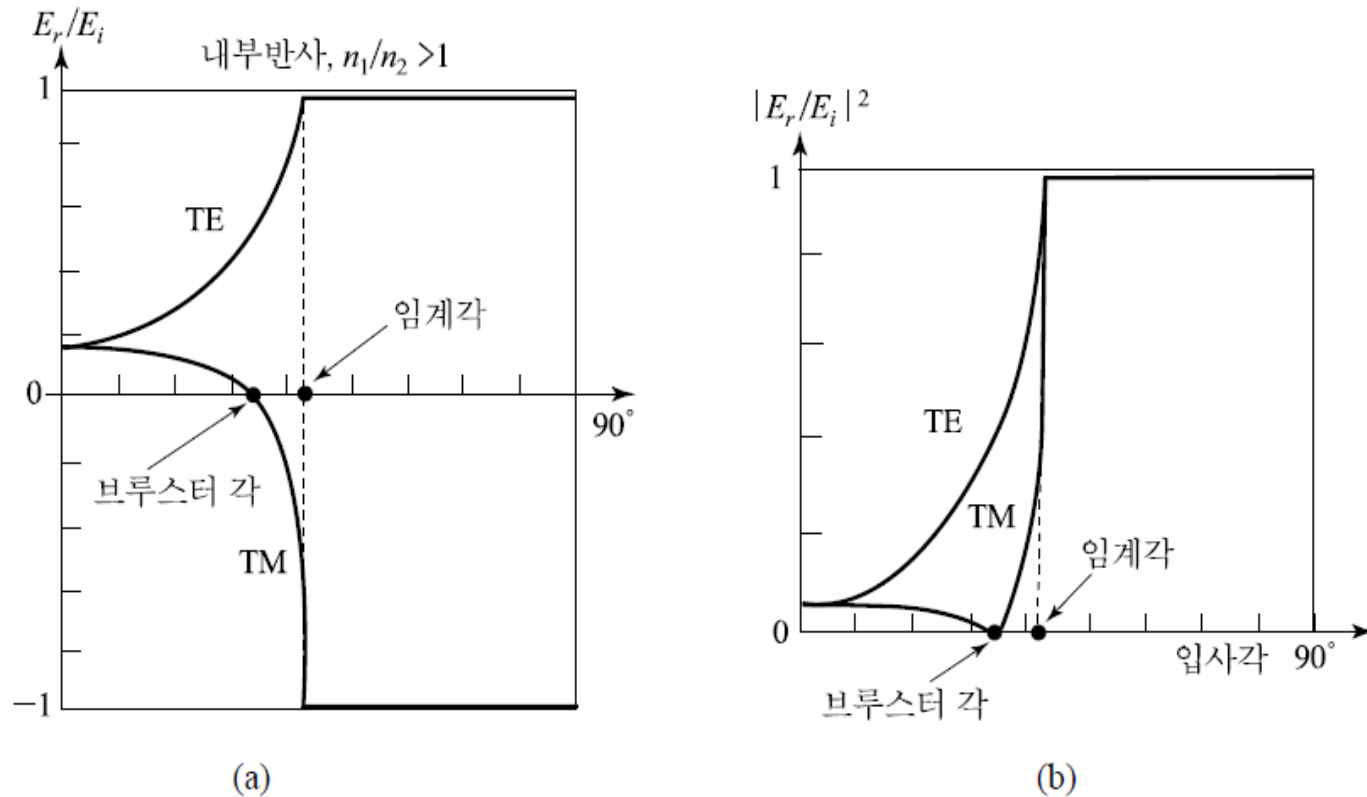 E_r/E_i
내부반사, n_1/n_2 >1
1
TE
임계각
0
90°
브루스터 각
TM
−1
(a)
|E_r/E_i|^2
1
TE
TM
임계각
0
입사각 90°
브루스터 각
(b)